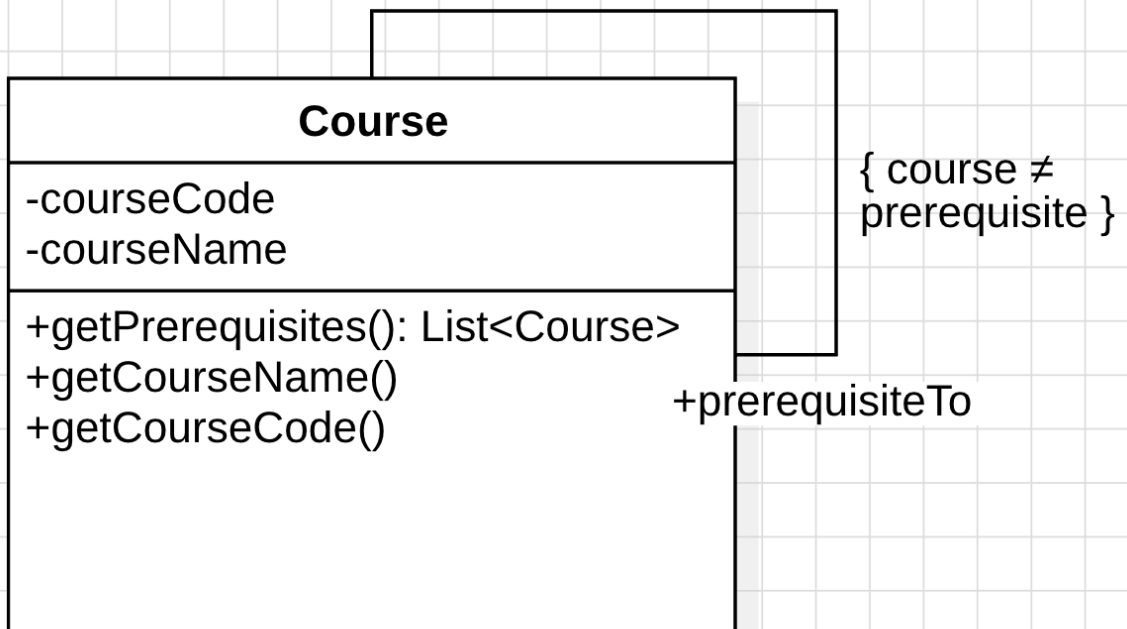 Course
-courseCode
-courseName
+getPrerequisites(): List<Course>
+getCourseName()
+getCourseCode()
{ course ≠
prerequisite }
+prerequisiteTo